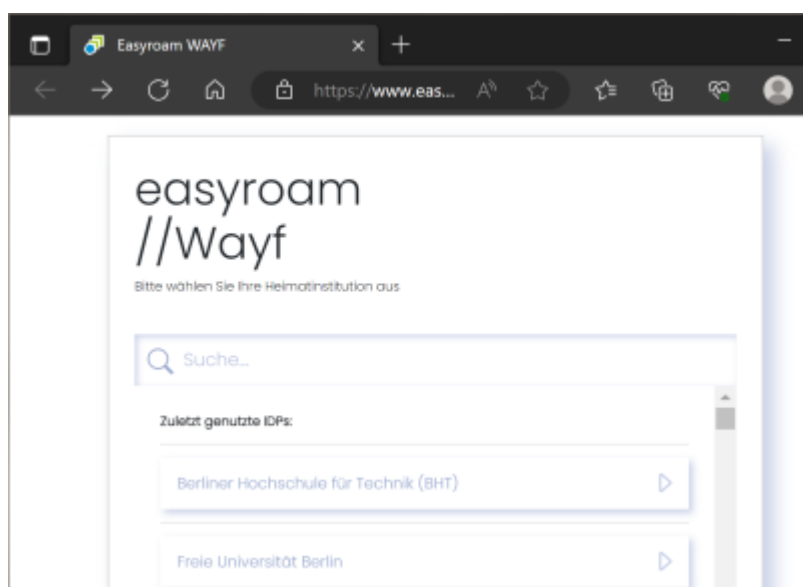 Easyroam WAYF
https://www.eas...
easyroam
//Wayf
Bitte wählen Sie Ihre Heimatinstitution aus
Suche...
Zuletzt genutzte IDPs:
Berliner Hochschule für Technik (BHT)
Freie Universität Berlin